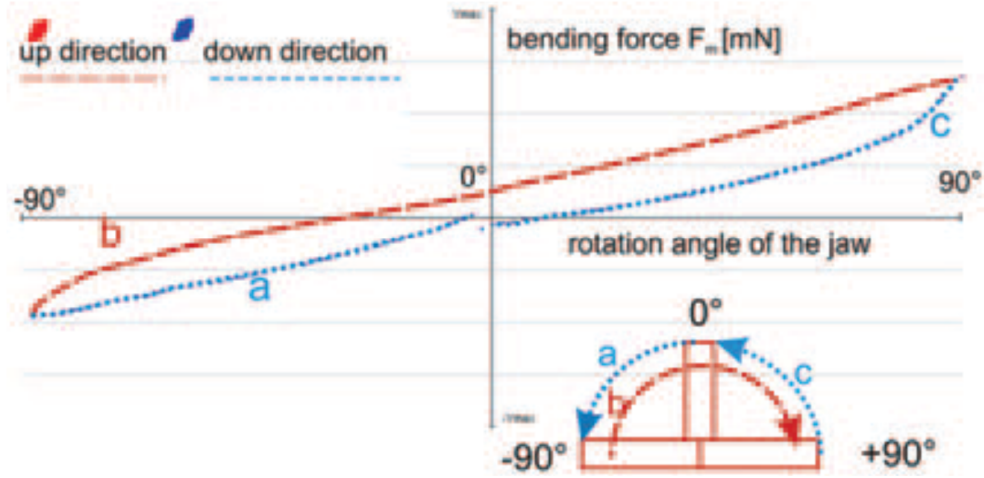 up direction
down direction
bending force Fm [mN]
0°
-90°
90°
b
c
a
rotation angle of the jaw
0°
a
c
b
-90°
+90°